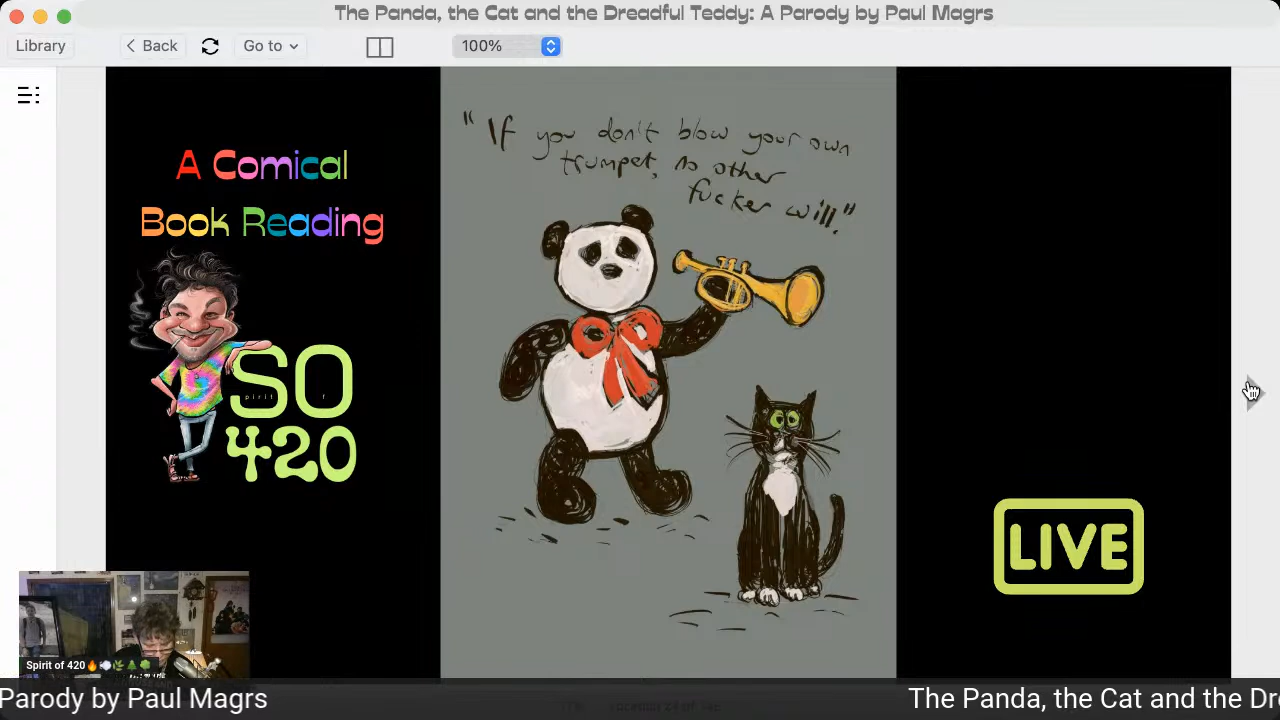 The Panda, the Cat and the Dreadful Teddy: A Parody by Paul Magrs
Library
Back
Go to
100%
A Comical
Book Reading
SO
pirit f
420
"If you don't blow your own
trumpet, no other
fucker will."
LIVE
Spirit of 420
Parody by Paul Magrs
The Panda, the Cat and the Dr